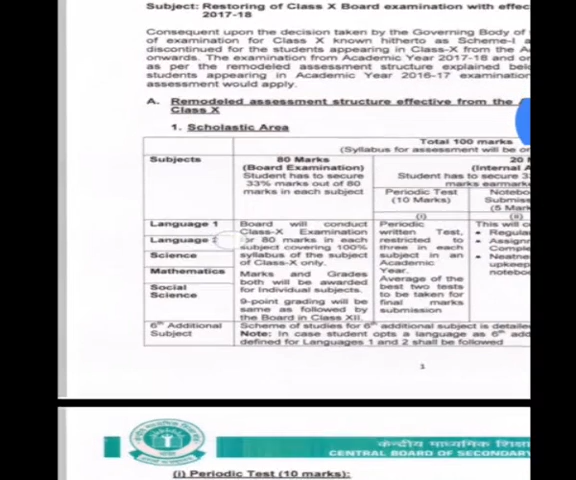 Subject: Restoring of Class X Board examination with effec
2017-18
Consequent upon the decision taken by the Governing Body of
of examination for Class X known hitherto as Scheme-I a
discontinued for the students appearing in Class-X from the A
onwards. The examination from Academic Year 2017-18 and on
as per the remodeled assessment structure explained bel
students appearing in Academic Year 2016-17 examination
assessment would apply.
A. Remodeled assessment structure effective from the A
Class X
1. Scholastic Area
Total 100 marks
(Syllabus for assessment will be on
Subjects
80 Marks
(Board Examination)
Student has to secure
33% marks out of 80
marks in each subject
20 M
(Internal A
Student has to secure 3
marks earmarke
Periodic Test
(10 Marks)
Notebo
Submiss
(5 Mark
(i)
(ii)
Language 1
Language
Science
Mathematics
Social
Science
Board will conduct
Class-X Examination
for 80 marks in each
subject covering 100%
syllabus of the subject
of Class-X only.
Marks and Grades
both will be awarded
for Individual subjects.
9-point grading will be
same as followed by
the Board in Class XII.
Periodic
written Test,
restricted to
three in each
subject in an
Academic
Year.
Average of the
best two tests
to be taken for
final marks
submission
This will c
• Regula
• Assign
Comple
• Neatne
upkeep
notebo
6th Additional
Subject
Scheme of studies for 6th additional subject is detailed
Note: In case student opts a language as 6th add
defined for Languages 1 and 2 shall be followed
1
केन्द्रीय माध्यमिक शिक्षा
CENTRAL BOARD OF SECONDARY
(i) Periodic Test (10 marks):